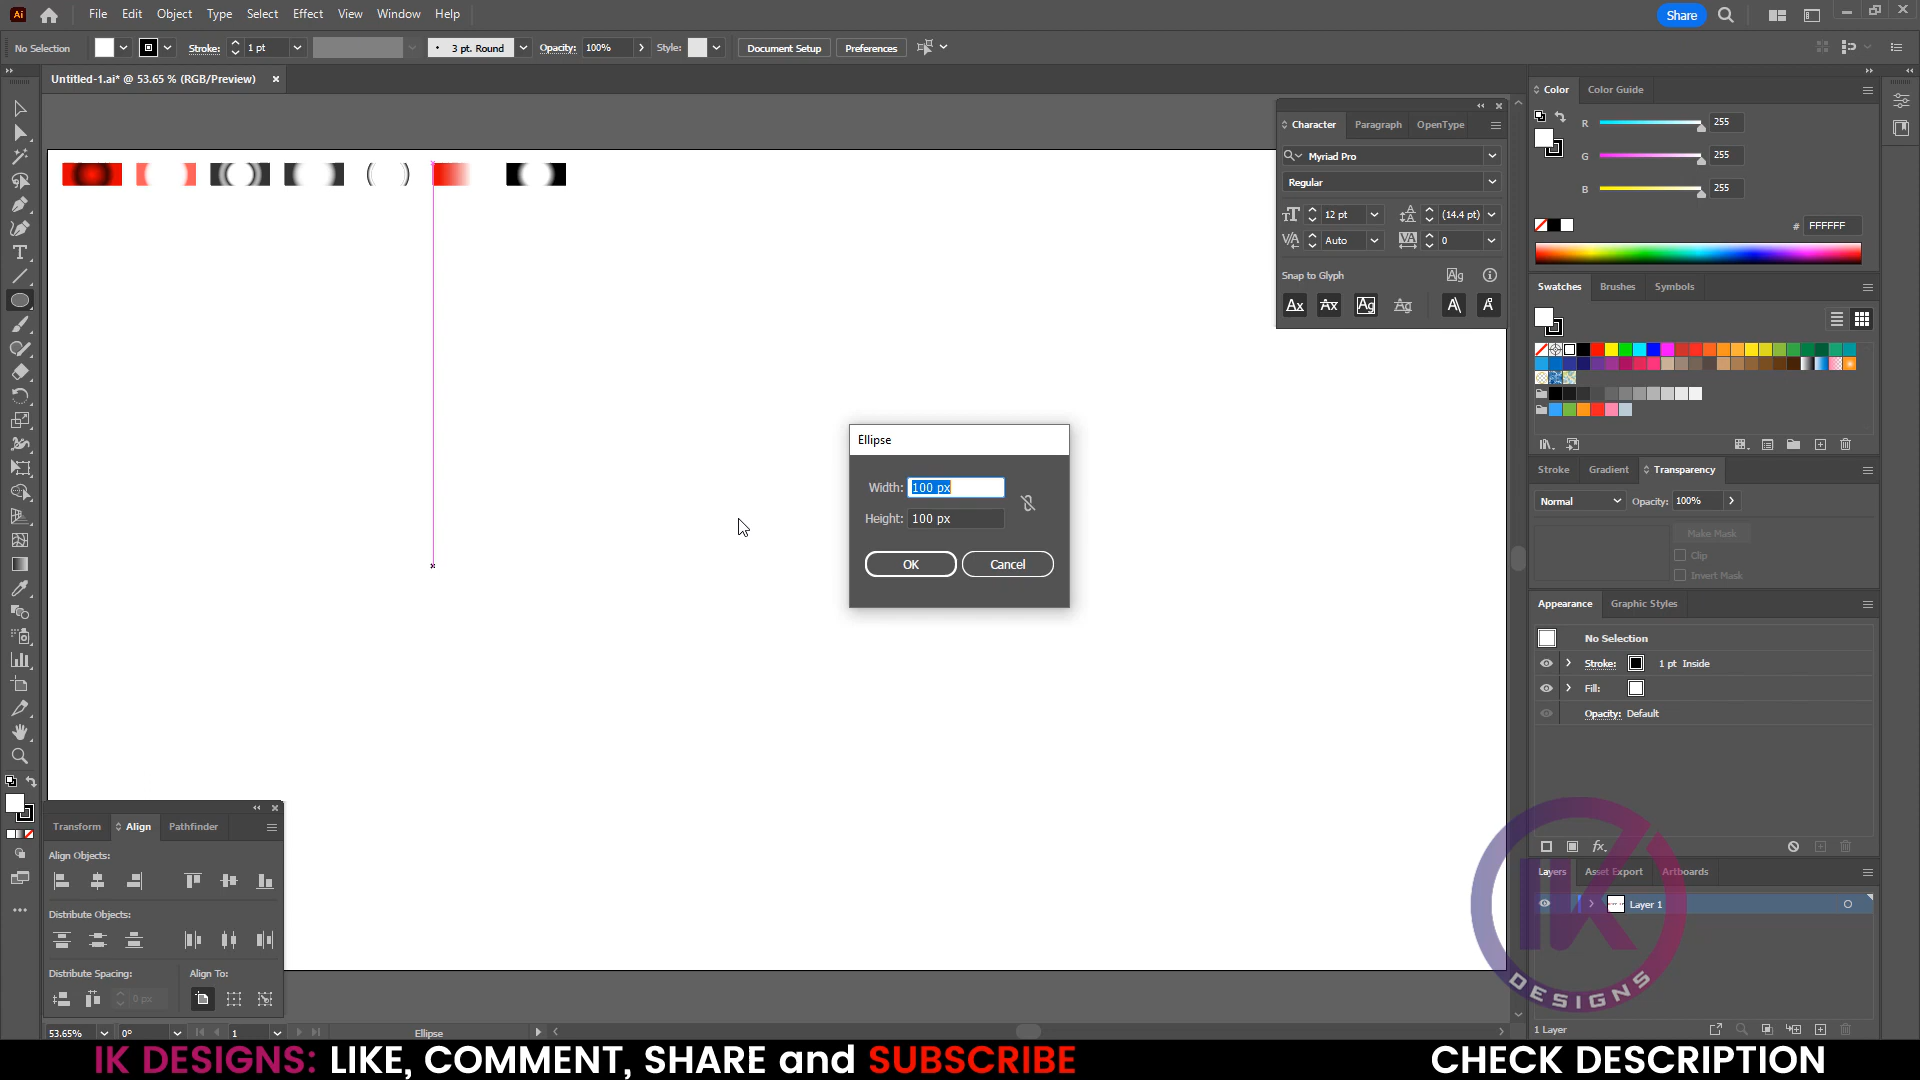 Ai File Edit Object Type Select Effect View Window Help Share
No Selection Stroke: 1 pt 3 pt. Round Opacity: 100% Style: Document Setup Preferences
Untitled-1.ai* @ 53.65 % (RGB/Preview)
Character Paragraph OpenType
Myriad Pro
Regular
12 pt (14.4 pt)
Auto 0
Snap to Glyph
Color Color Guide
R 255
G 255
B 255
# FFFFFF
Swatches Brushes Symbols
Stroke Gradient Transparency
Normal Opacity: 100%
Make Mask
Clip
Invert Mask
Appearance Graphic Styles
No Selection
Stroke: 1 pt Inside
Fill:
Opacity: Default
Layers Asset Export Artboards
Layer 1
1 Layer
Ellipse
Width: 100 px
Height: 100 px
OK Cancel
Transform Align Pathfinder
Align Objects:
Distribute Objects:
Distribute Spacing: Align To:
0 px
53.65% 0° 1 Ellipse
IK
DESIGNS
IK DESIGNS: LIKE, COMMENT, SHARE and SUBSCRIBE CHECK DESCRIPTION